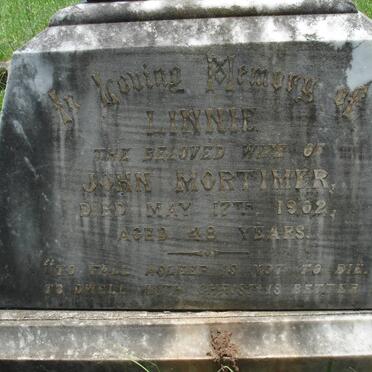 In Loving Memory of
LINNIE
THE BELOVED WIFE OF
JOHN MORTIMER,
DIED MAY 17TH 1902,
AGED 48 YEARS.
"TO FALL ASLEEP IS NOT TO DIE,
TO DWELL WITH CHRIST IS BETTER